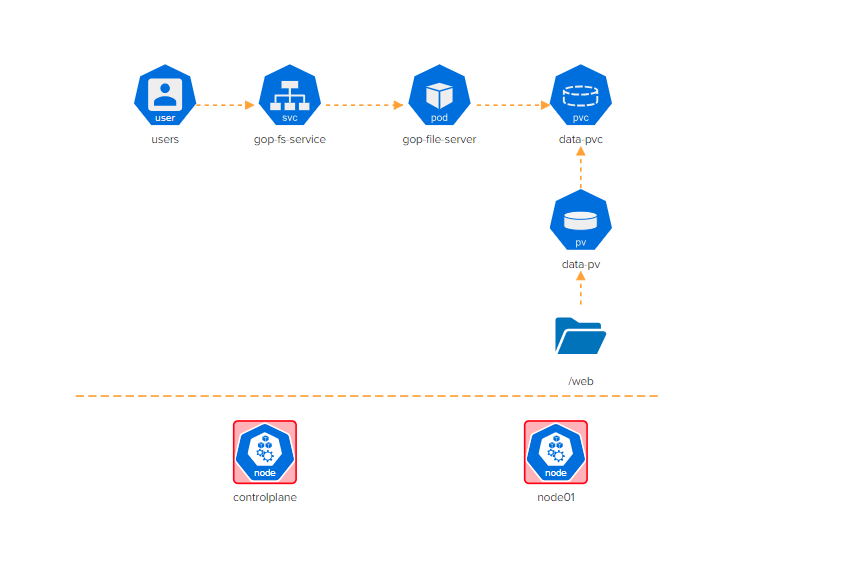 user
svc
pod
pvc
users
gop-fs-service
gop-file-server
data-pvc
pv
data-pv
/web
node
node
controlplane
node01